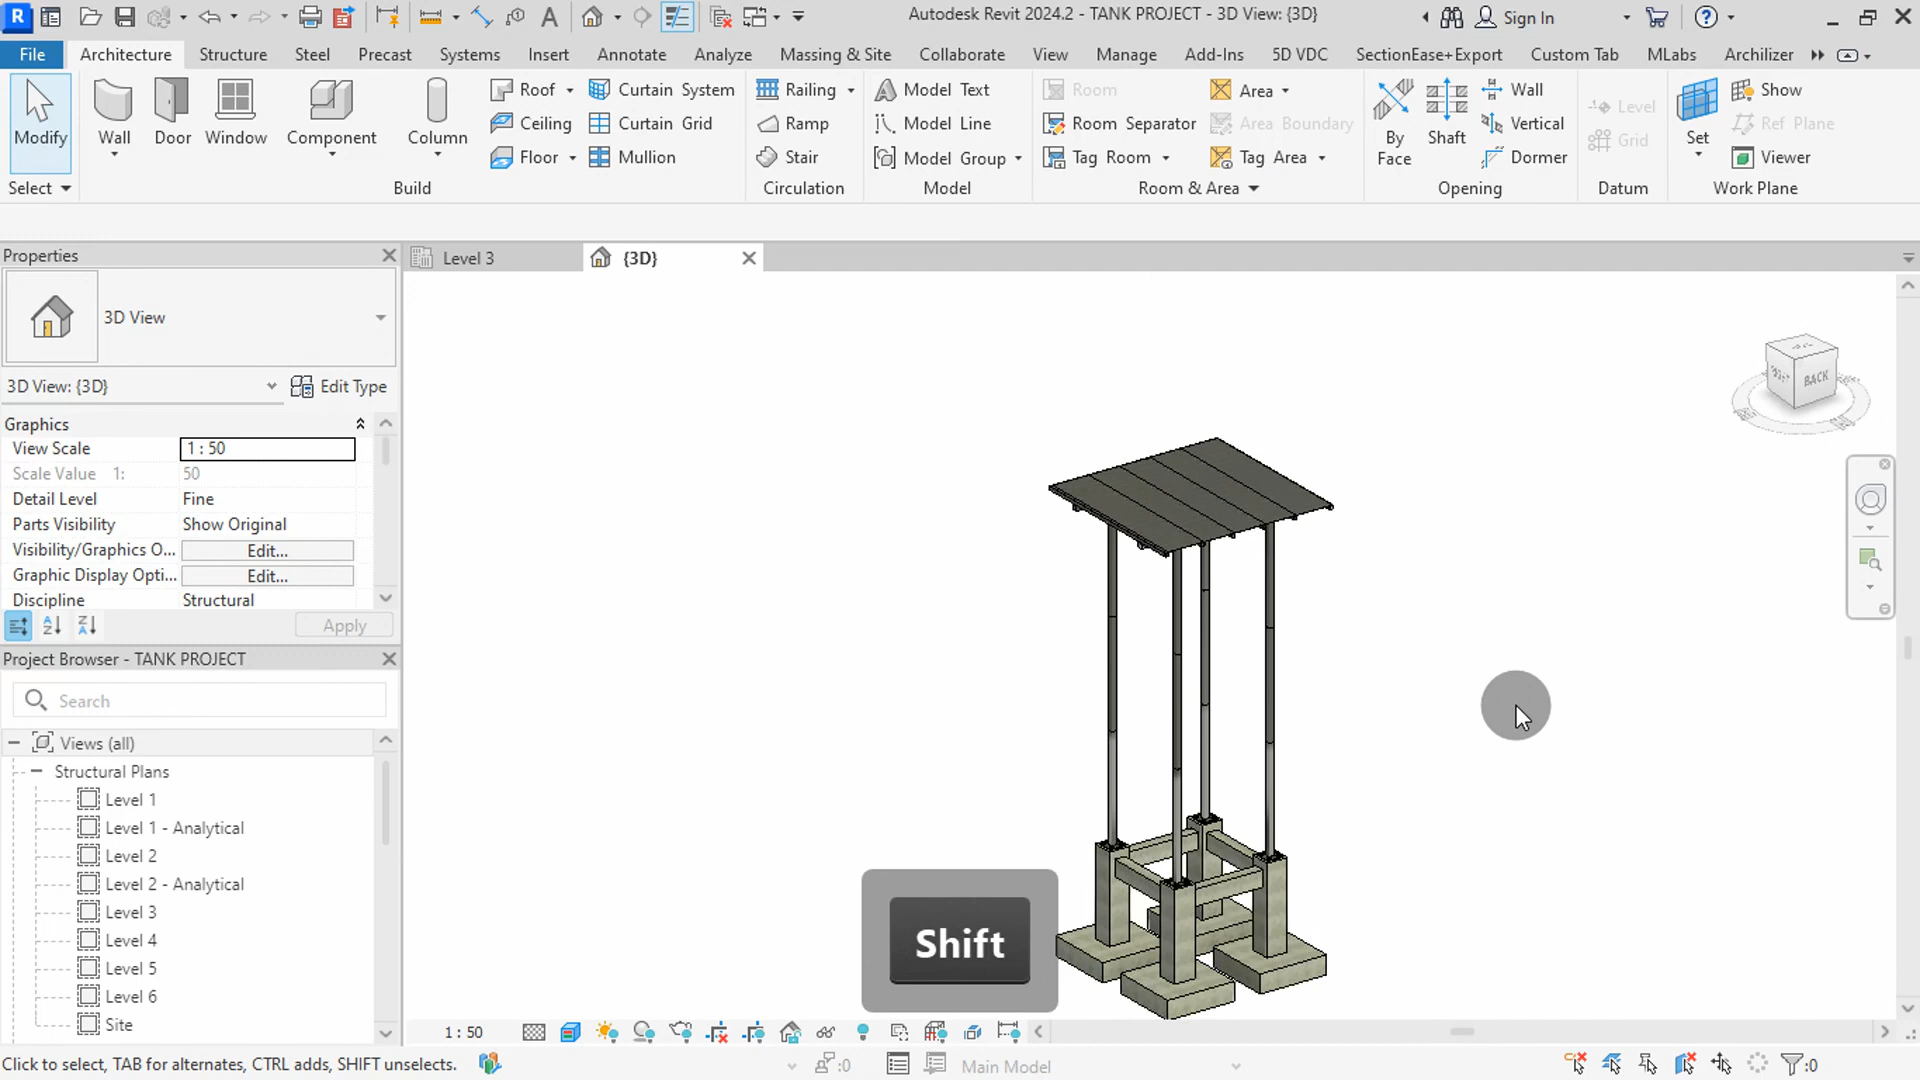 R
Autodesk Revit 2024.2 - TANK PROJECT - 3D View: {3D}
Sign In
File Architecture Structure Steel Precast Systems Insert Annotate Analyze Massing & Site Collaborate View Manage Add-Ins 5D VDC SectionEase+Export Custom Tab MLabs Archilizer
Modify
Wall
Door
Window
Component
Column
Roof
Ceiling
Floor
Curtain System
Curtain Grid
Mullion
Railing
Ramp
Stair
Model Text
Model Line
Model Group
Room
Room Separator
Tag Room
Area
Area Boundary
Tag Area
By
Face
Shaft
Wall
Vertical
Dormer
Level
Grid
Set
Show
Ref Plane
Viewer
Select
Build
Circulation
Model
Room & Area
Opening
Datum
Work Plane
Properties
Level 3
{3D}
3D View
3D View: {3D}
Edit Type
Graphics
View Scale 1 : 50
Scale Value 1: 50
Detail Level Fine
Parts Visibility Show Original
Visibility/Graphics O... Edit...
Graphic Display Opti... Edit...
Discipline Structural
Apply
Project Browser - TANK PROJECT
Search
Views (all)
Structural Plans
Level 1
Level 1 - Analytical
Level 2
Level 2 - Analytical
Level 3
Level 4
Level 5
Level 6
Site
BACK
Shift
1 : 50
Click to select, TAB for alternates, CTRL adds, SHIFT unselects.
:0
Main Model
:0